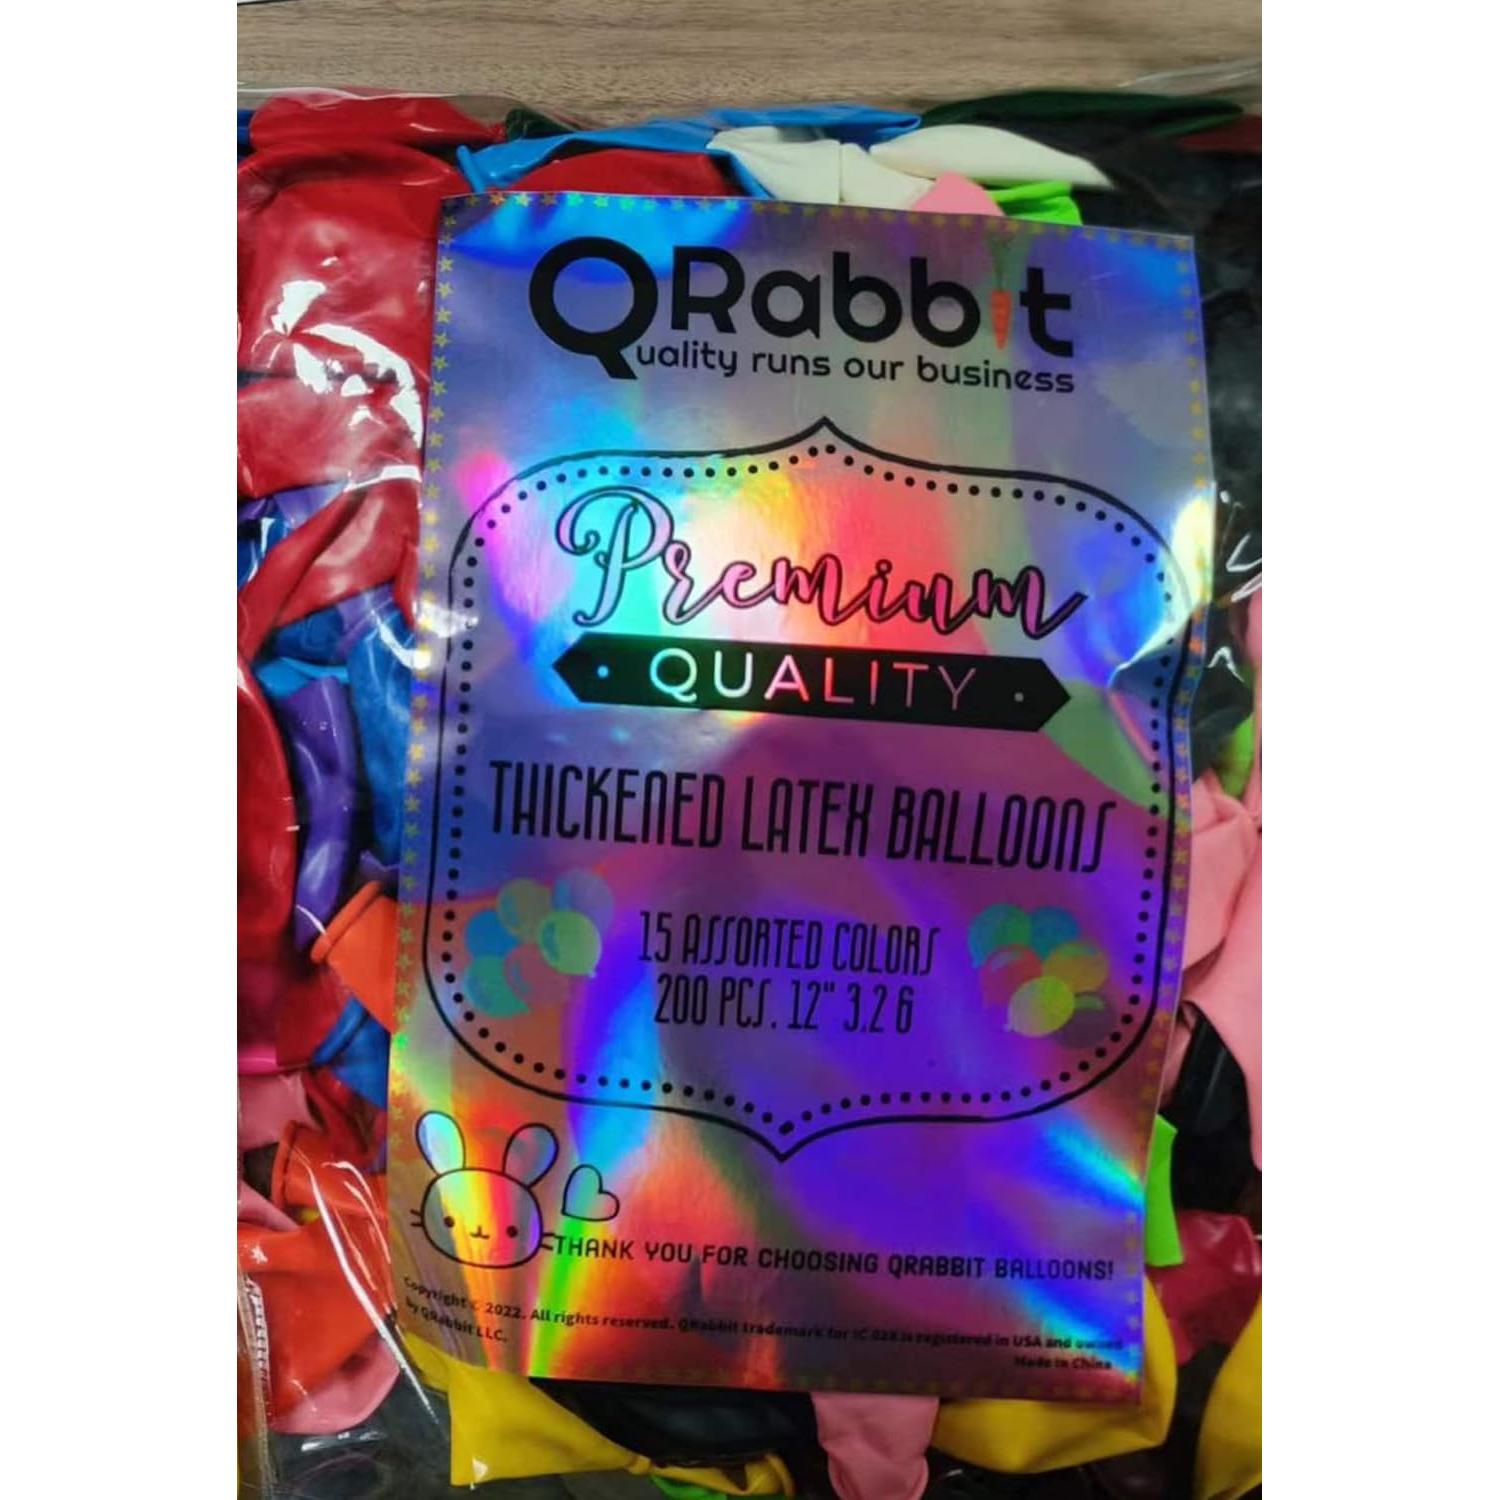 QRabbit
Quality runs our business
Premium
QUALITY
THICKENED LATEX BALLOONS
15 ASSORTED COLORS
200 PCS. 12" 3.2 G
THANK YOU FOR CHOOSING QRABBIT BALLOONS!
Copyright © 2022. All rights reserved. QRabbit trademark for IC 028 is registered in USA and owned
by QRabbit LLC.
Made in China